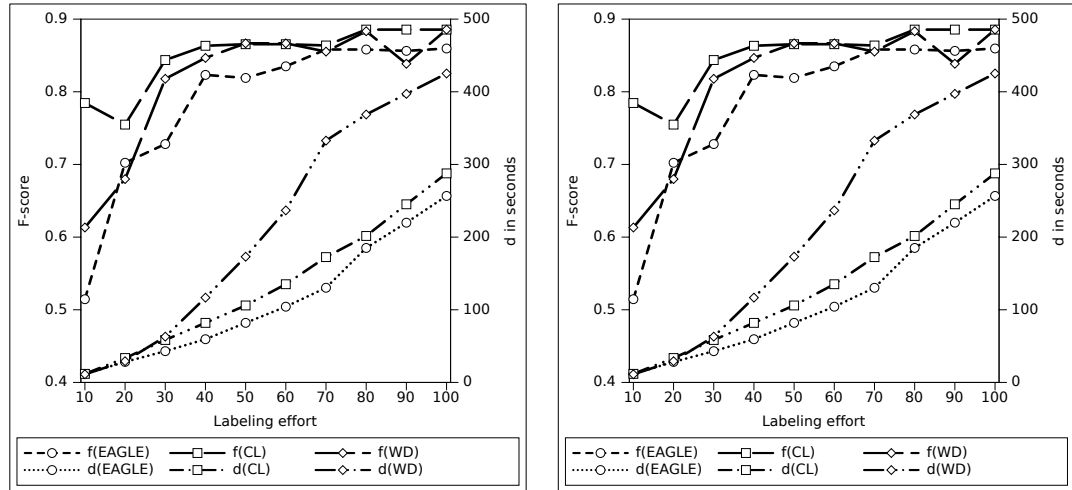 0.9
0.8
0.7
0.6
0.5
0.4
F-score
500
400
300
200
100
0
d in seconds
10 20 30 40 50 60 70 80 90 100
Labeling effort
f(EAGLE) f(CL) f(WD)
d(EAGLE) d(CL) d(WD)
0.9
0.8
0.7
0.6
0.5
0.4
F-score
500
400
300
200
100
0
d in seconds
10 20 30 40 50 60 70 80 90 100
Labeling effort
f(EAGLE) f(CL) f(WD)
d(EAGLE) d(CL) d(WD)